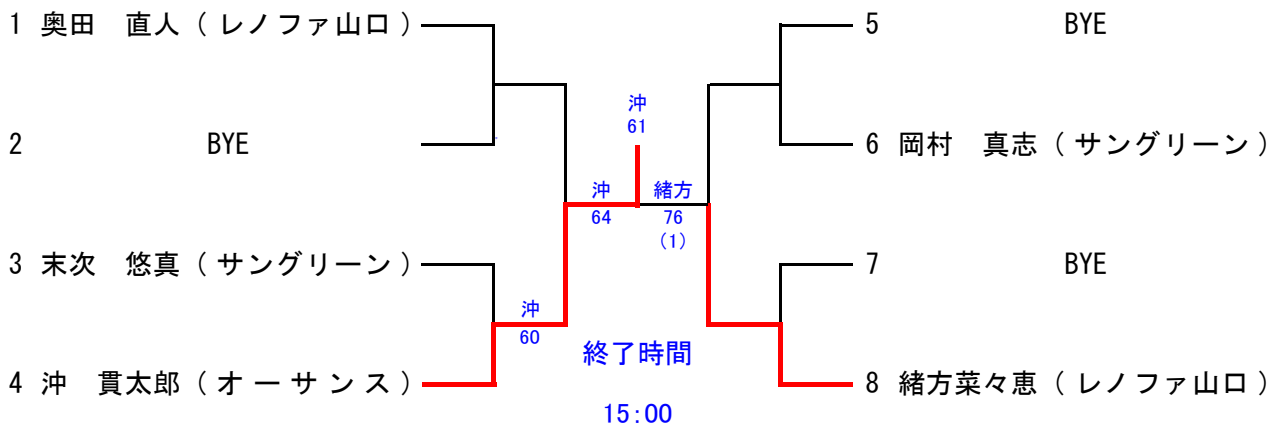 1 奥田 直人（レノファ山口）
5 BYE
沖
61
2 BYE
6 岡村 真志（サングリーン）
沖
64
緒方
76
(1)
3 末次 悠真（サングリーン）
7 BYE
沖
60
終了時間
4 沖 貫太郎（オーサンス）
8 緒方菜々恵（レノファ山口）
15:00